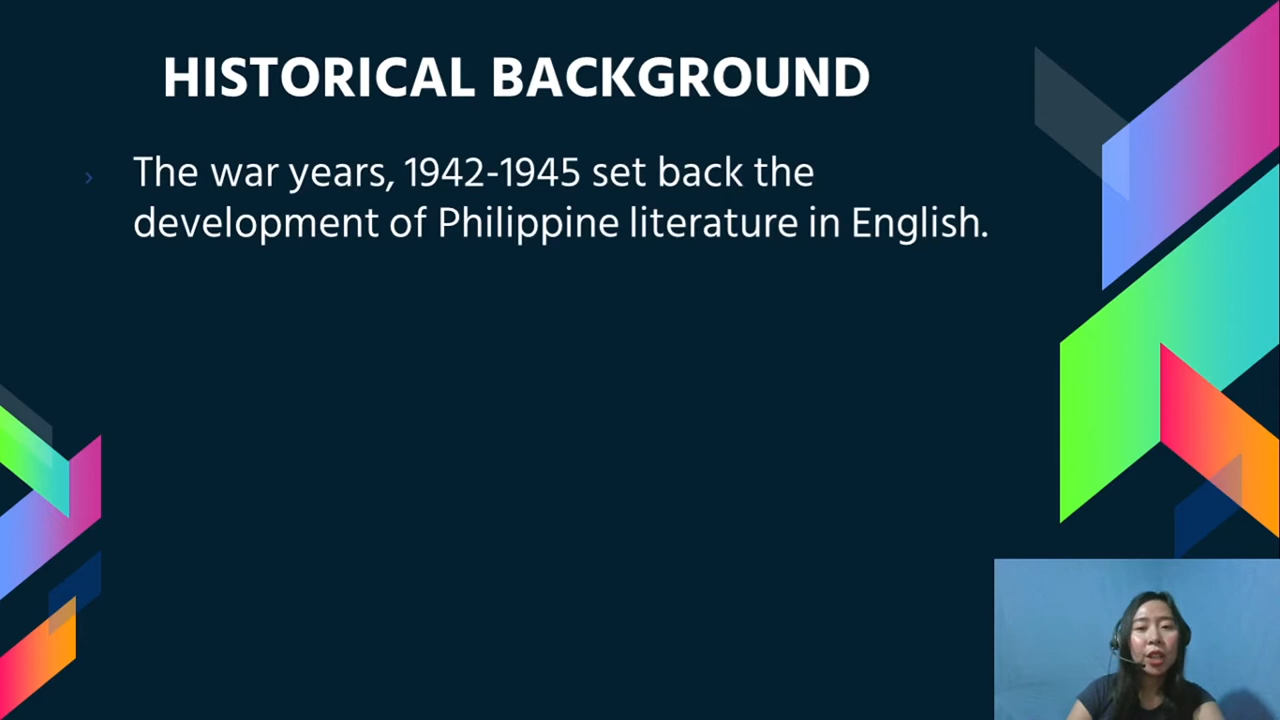 HISTORICAL BACKGROUND
The war years, 1942-1945 set back the
development of Philippine literature in English.